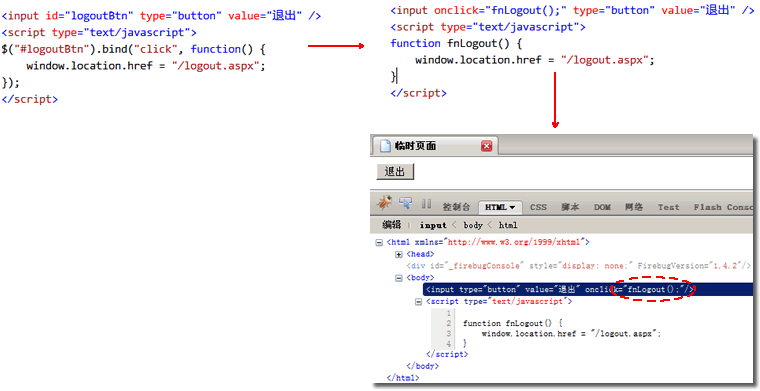 <input id="logoutBtn" type="button" value="退出" />
<script type="text/javascript">
$("#logoutBtn").bind("click", function() {
    window.location.href = "/logout.aspx";
});
</script>
<input onclick="fnLogout();" type="button" value="退出" />
<script type="text/javascript">
function fnLogout() {
    window.location.href = "/logout.aspx";
}
</script>
临时页面
退出
控制台 HTML CSS 脚本 DOM 网络 Test Flash Conso
编辑 input < body < html
<html xmlns="http://www.w3.org/1999/xhtml">
<head>
<div id="_firebugConsole" style="display: none;" FirebugVersion="1.4.2"/>
<body>
<input type="button" value="退出" onclick="fnLogout();"/>
<script type="text/javascript">
1
2 function fnLogout() {
3     window.location.href = "/logout.aspx";
4 }
</script>
</body>
</html>